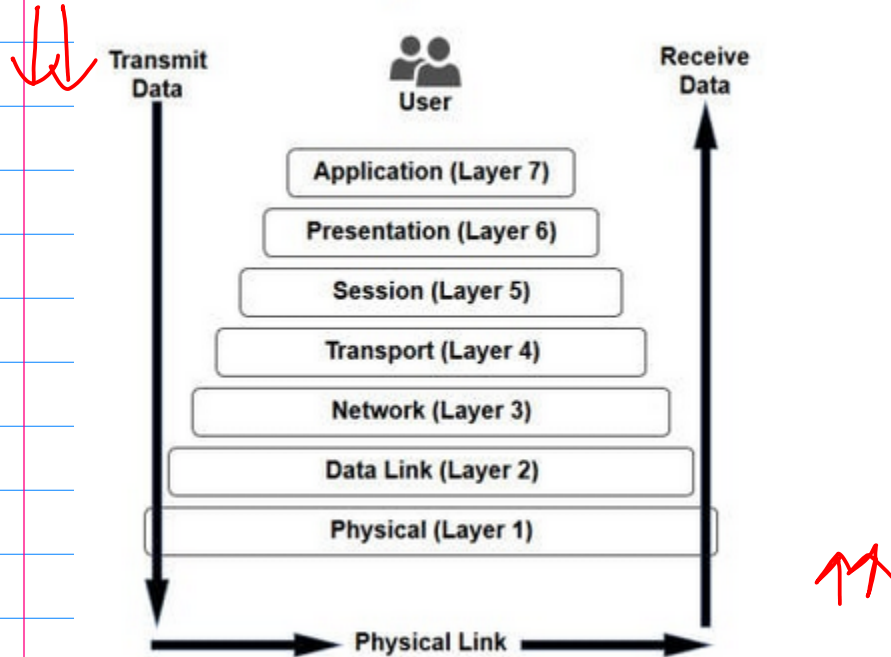 Transmit
Data
User
Receive
Data
Application (Layer 7)
Presentation (Layer 6)
Session (Layer 5)
Transport (Layer 4)
Network (Layer 3)
Data Link (Layer 2)
Physical (Layer 1)
Physical Link